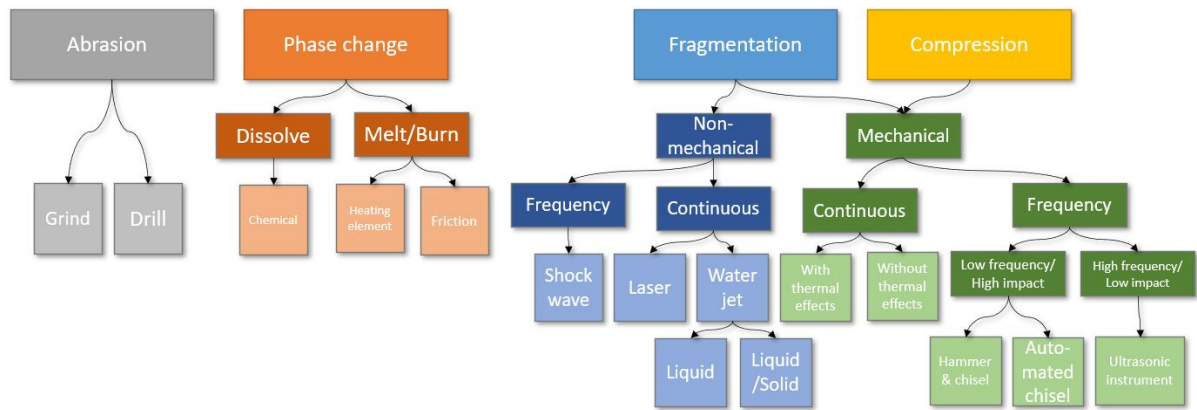 Abrasion
Phase change
Fragmentation
Compression
Dissolve
Melt/Burn
Non-
mechanical
Mechanical
Grind
Drill
Chemical
Heating
element
Friction
Frequency
Continuous
Continuous
Frequency
Shock
wave
Laser
Water
jet
With
thermal
effects
Without
thermal
effects
Low frequency/
High impact
High frequency/
Low impact
Liquid
Liquid
/Solid
Hammer
& chisel
Auto-
mated
chisel
Ultrasonic
instrument